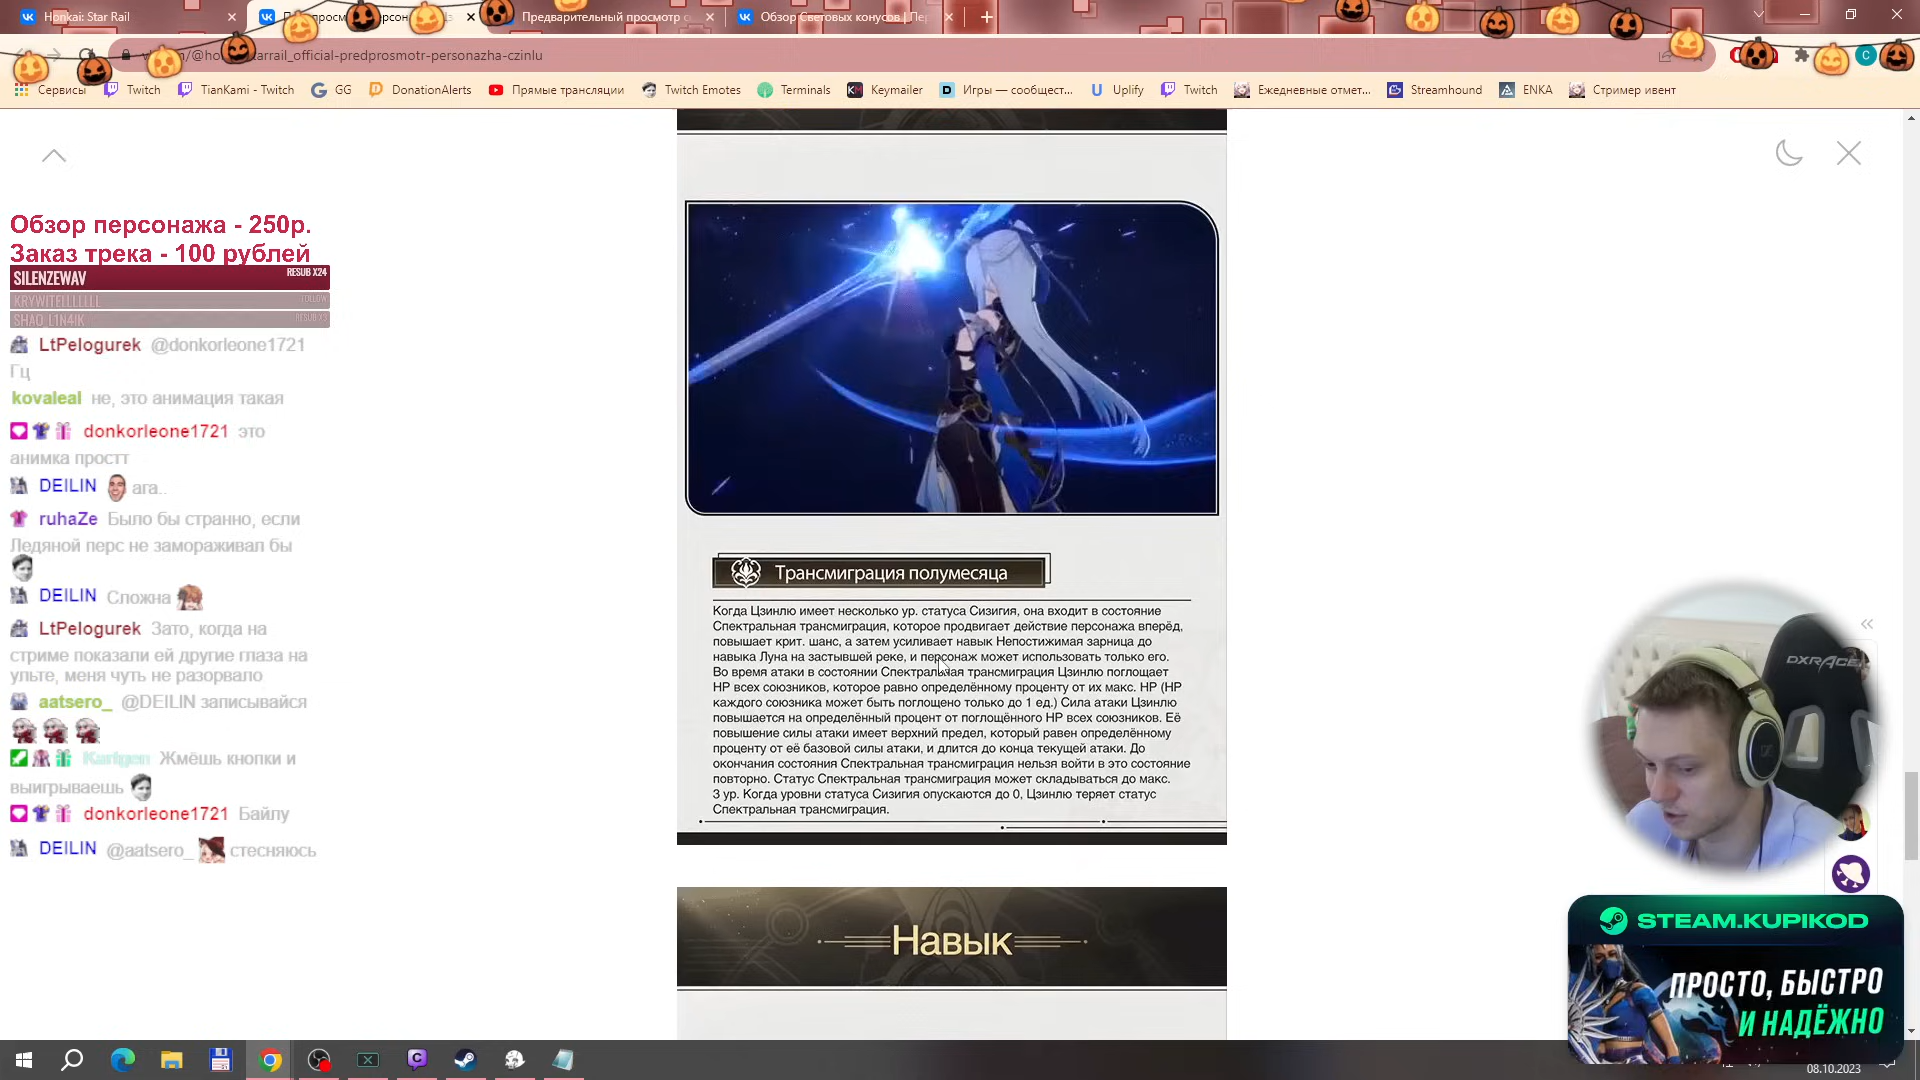 Honkai: Star Rail
Предварительный просмотр
Обзор Световых конусов | Пер
arrail_official-predprosmotr-personazha-czinlu
Сервисы
Twitch
TianKami - Twitch
GG
DonationAlerts
Прямые трансляции
Twitch Emotes
Terminals
Keymailer
Игры — сообщест...
Uplify
Twitch
Ежедневные отмет...
Streamhound
ENKA
Стример ивент
Обзор персонажа - 250р.
Заказ трека - 100 рублей
SILENZEWAV RESUB X24
FOLLOW
SHAO_L1N4IK RESUB X3
LtPelogurek @donkorleone1721
Гц
kovaleal не, это анимация такая
donkorleone1721 это
анимка простт
DEILIN ага..
ruhaZe Было бы странно, если
Ледяной перс не замораживал бы
DEILIN Сложна
LtPelogurek Зато, когда на
стриме показали ей другие глаза на
ульте, меня чуть не разорвало
aatsero_ @DEILIN записывайся
Karigen Жмёшь кнопки и
выигрываешь
donkorleone1721 Байлу
DEILIN @aatsero_ стесняюсь
Трансмиграция полумесяца
Когда Цзинлю имеет несколько ур. статуса Сизигия, она входит в состояние
Спектральная трансмиграция, которое продвигает действие персонажа вперёд,
повышает крит. шанс, а затем усиливает навык Непостижимая зарница до
навыка Луна на застывшей реке, и персонаж может использовать только его.
Во время атаки в состоянии Спектральная трансмиграция Цзинлю поглощает
HP всех союзников, которое равно определённому проценту от их макс. HP (HP
каждого союзника может быть поглощено только до 1 ед.) Сила атаки Цзинлю
повышается на определённый процент от поглощённого HP всех союзников. Её
повышение силы атаки имеет верхний предел, который равен определённому
проценту от её базовой силы атаки, и длится до конца текущей атаки. До
окончания состояния Спектральная трансмиграция нельзя войти в это состояние
повторно. Статус Спектральная трансмиграция может складываться до макс.
3 ур. Когда уровни статуса Сизигия опускаются до 0, Цзинлю теряет статус
Спектральная трансмиграция.
Навык
DXRACER
STEAM.KUPIKOD
ПРОСТО, БЫСТРО
И НАДЁЖНО
08.10.2023